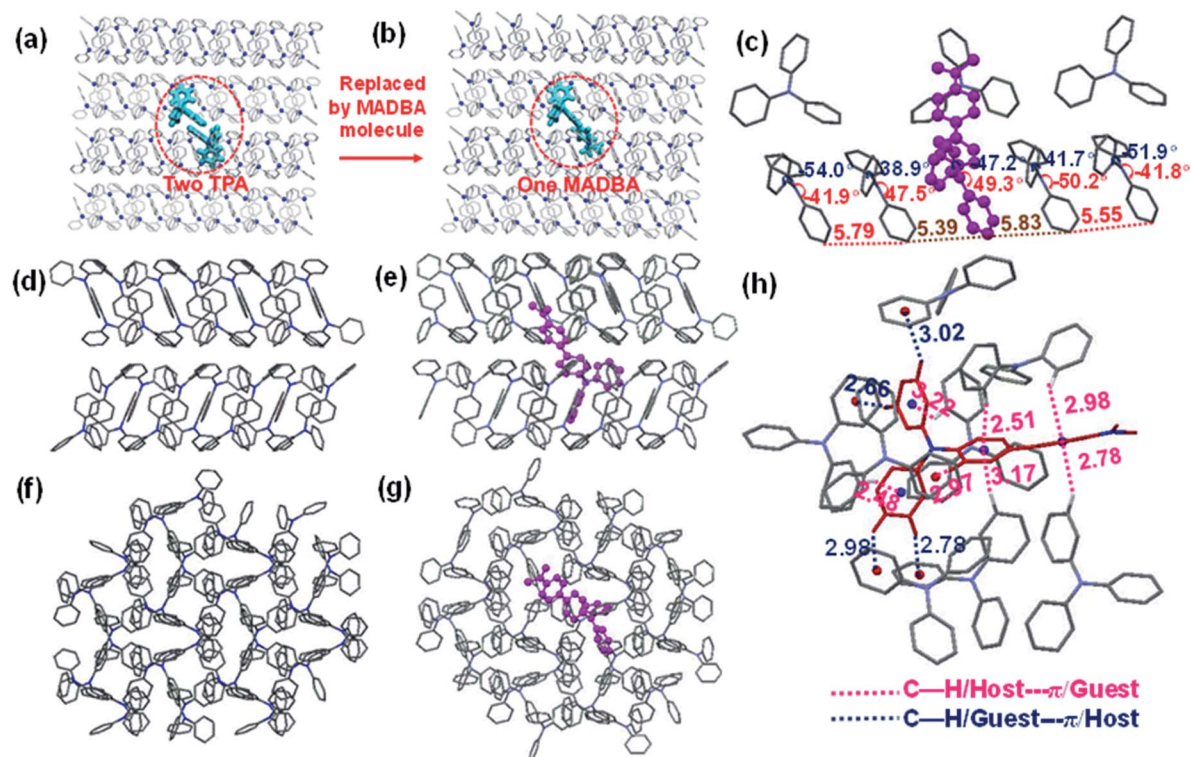 (a)
Two TPA
Replaced
by MADBA
molecule
(b)
One MADBA
(c)
-54.0°
-41.9°
38.9°
47.5°
-47.2
49.3°
41.7°
-50.2°
51.9°
-41.8°
5.79
5.39
5.83
5.55
(d)
(e)
(f)
(g)
(h)
3.02
2.66
3.22
2.51
2.98
2.78
3.17
2.97
2.98
2.78
C—H/Host---π/Guest
C—H/Guest---π/Host